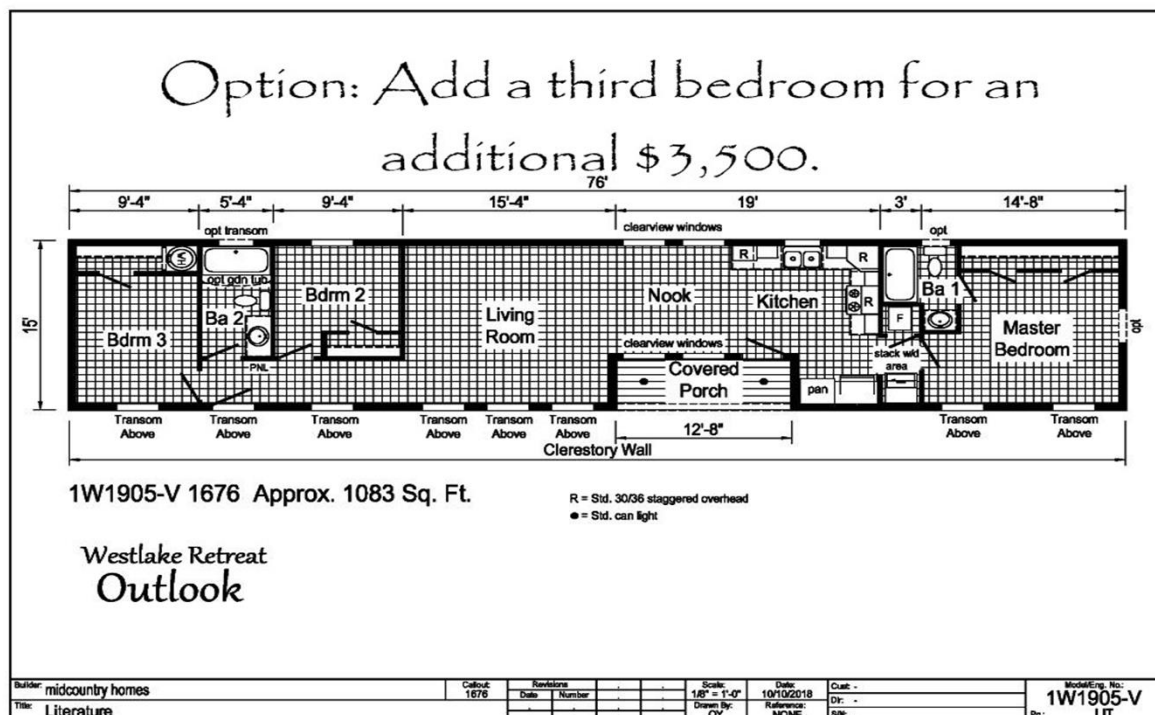 Option: Add a third bedroom for an
additional $3,500.
76'
9'-4" 5'-4" 9'-4" 15'-4" 19' 3' 14'-8"
opt transom
clearview windows
opt
15'
WH
R
R
opt gdn tub
Bdrm 2
Nook
Kitchen
R
Ba 1
Ba 2
F
Bdrm 3
Living
Room
Master
Bedroom
opt
clearview windows
stack w/d
area
PNL
Covered
Porch
pan
Transom
Above
Transom
Above
Transom
Above
Transom
Above
Transom
Above
Transom
Above
Transom
Above
Transom
Above
12'-8"
Clerestory Wall
1W1905-V 1676 Approx. 1083 Sq. Ft.
R = Std. 30/36 staggered overhead
● = Std. can light
Westlake Retreat
Outlook
Builder: midcountry homes
Callout: 1676
Revisions
Date Number
Scale: 1/8" = 1'-0"
Date: 10/10/2018
Cust: -
Model/Eng. No.:
1W1905-V
Title: Literature
Drawn By:
Reference:
NONE
Dir: -